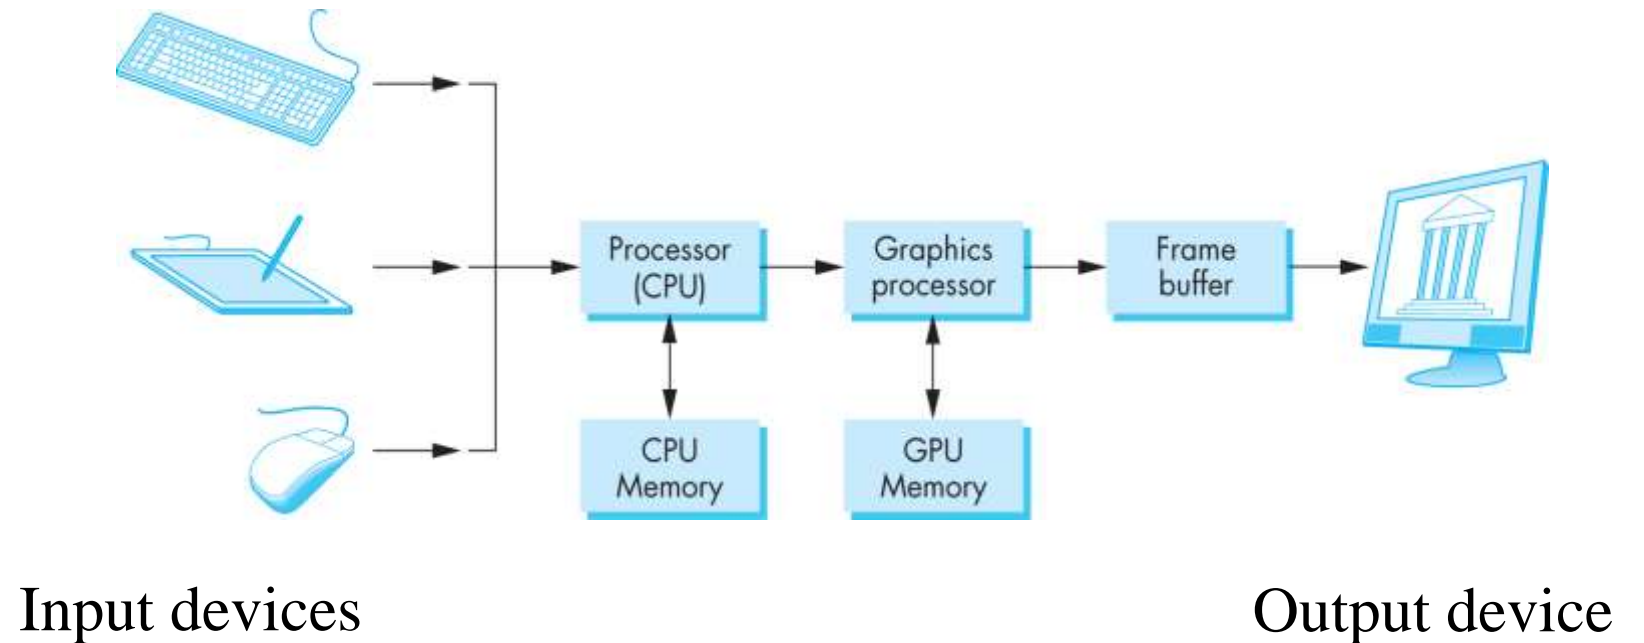 Processor
(CPU)
Graphics
processor
Frame
buffer
CPU
Memory
GPU
Memory
Input devices
Output device